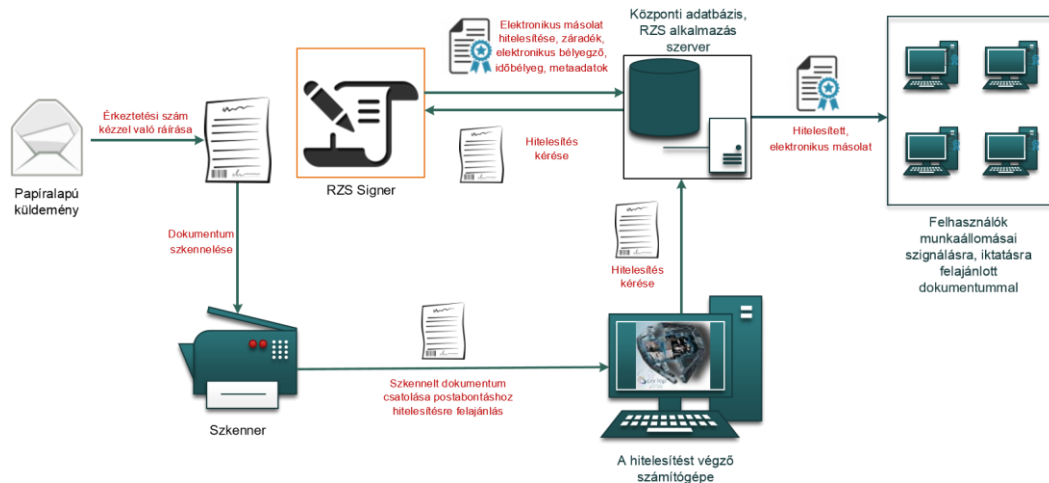 Papíralapú
küldemény
Érkeztetési szám
kézzel való ráírása
Dokumentum
szkennelése
Szkenner
Szkennelt dokumentum
csatolása postabontáshoz
hitelesítésre felajánlás
A hitelesítést végző
számítógépe
Hitelesítés
kérése
Központi adatbázis,
RZS alkalmazás
szerver
Hitelesítés
kérése
RZS Signer
Elektronikus másolat
hitelesítése, záradék,
elektronikus bélyegző,
időbélyeg, metaadatok
Hitelesített,
elektronikus másolat
Felhasználók
munkaállomásai
szignálásra, iktatásra
felajánlott
dokumentummal